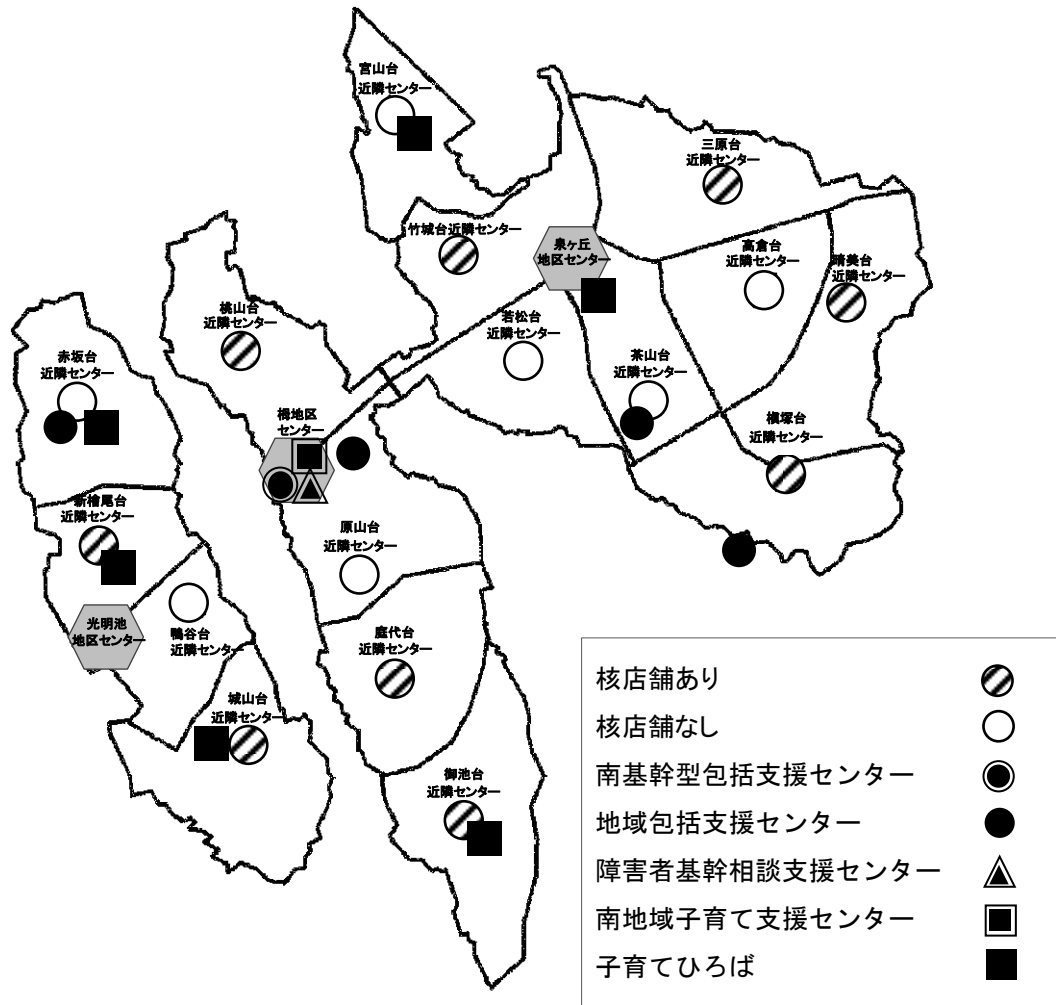 宮山台
近隣センター
三原台
近隣センター
竹城台近隣センター
泉ヶ丘
地区センター
高倉台
近隣センター
晴美台
近隣センター
桃山台
近隣センター
若松台
近隣センター
赤坂台
近隣センター
茶山台
近隣センター
栂地区
センター
槇塚台
近隣センター
新檜尾台
近隣センター
原山台
近隣センター
光明池
地区センター
鴨谷台
近隣センター
庭代台
近隣センター
城山台
近隣センター
御池台
近隣センター
核店舗あり
核店舗なし
南基幹型包括支援センター
地域包括支援センター
障害者基幹相談支援センター
南地域子育て支援センター
子育てひろば